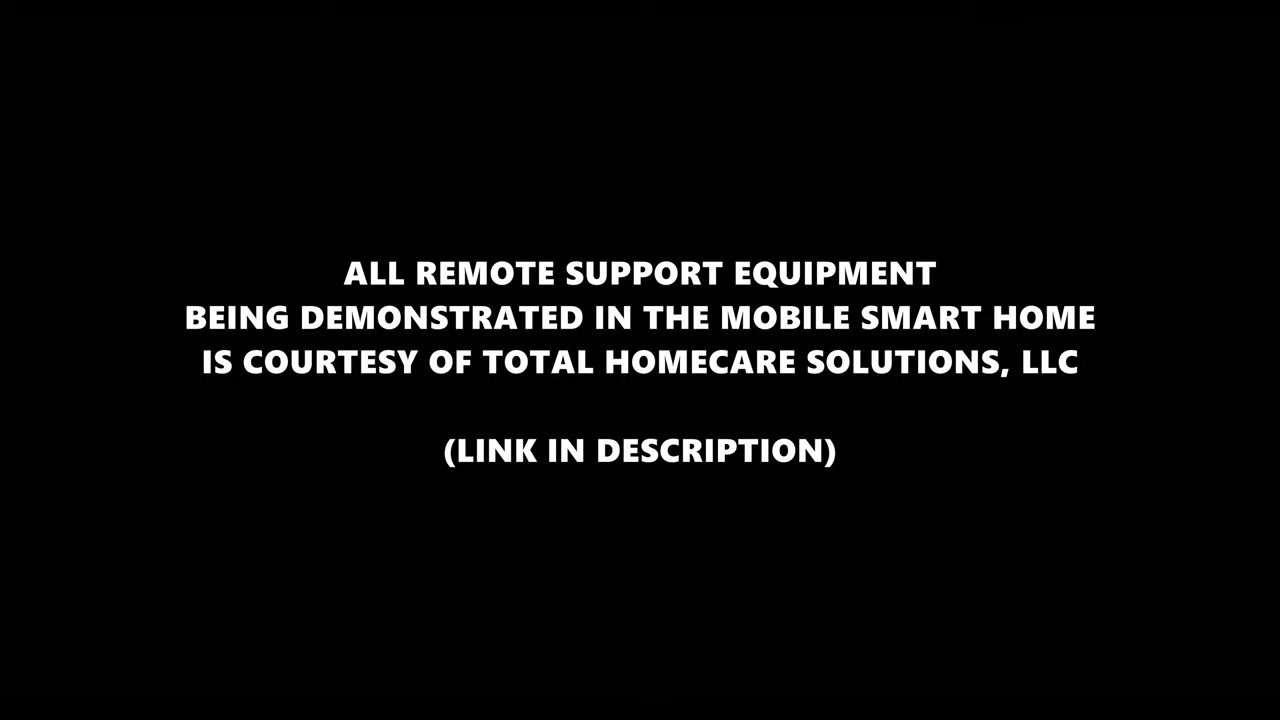 ALL REMOTE SUPPORT EQUIPMENT
BEING DEMONSTRATED IN THE MOBILE SMART HOME
IS COURTESY OF TOTAL HOMECARE SOLUTIONS, LLC
(LINK IN DESCRIPTION)